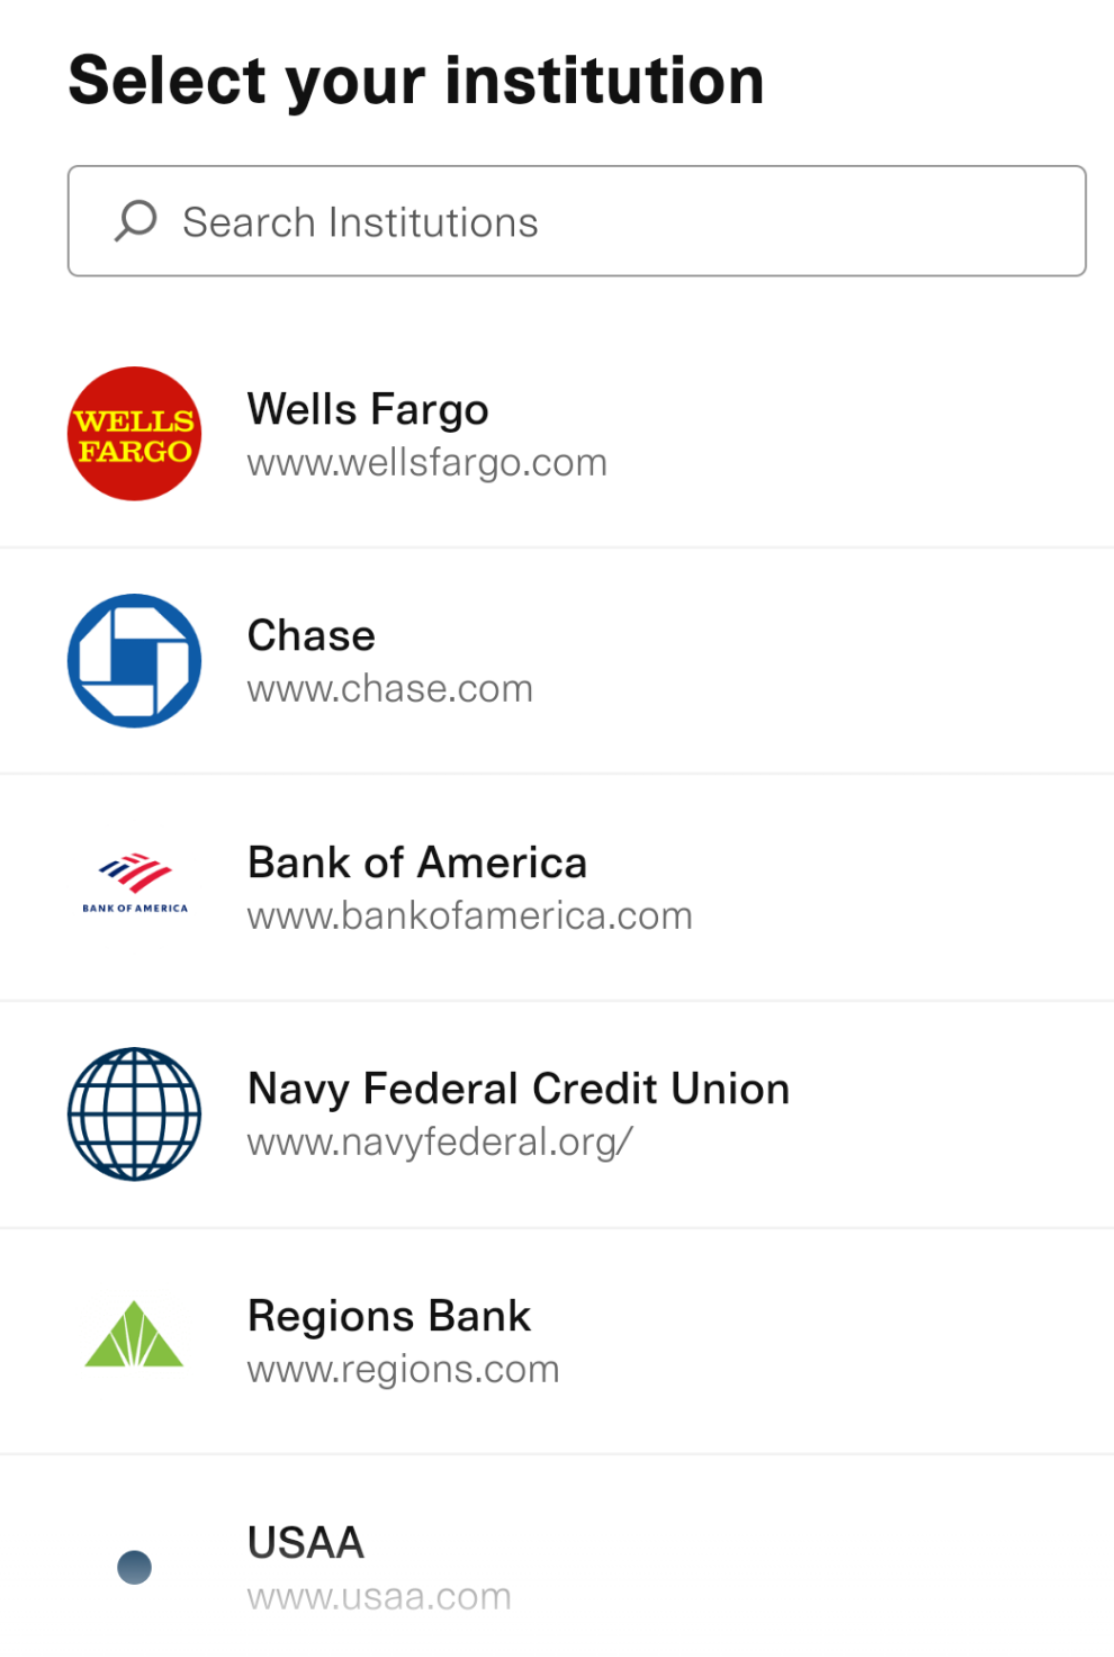 Select your institution
Search Institutions
WELLS
FARGO
Wells Fargo
www.wellsfargo.com
Chase
www.chase.com
BANK OF AMERICA
Bank of America
www.bankofamerica.com
Navy Federal Credit Union
www.navyfederal.org/
Regions Bank
www.regions.com
USAA
www.usaa.com